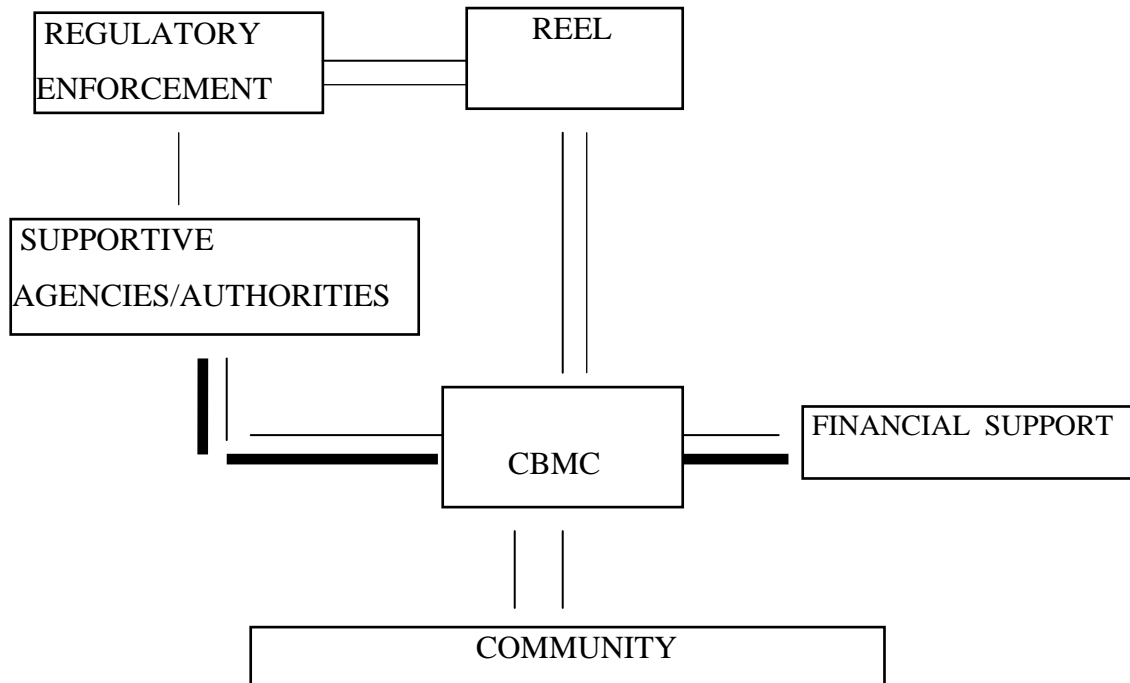 REGULATORY
ENFORCEMENT
REEL
SUPPORTIVE
AGENCIES/AUTHORITIES
CBMC
FINANCIAL SUPPORT
COMMUNITY